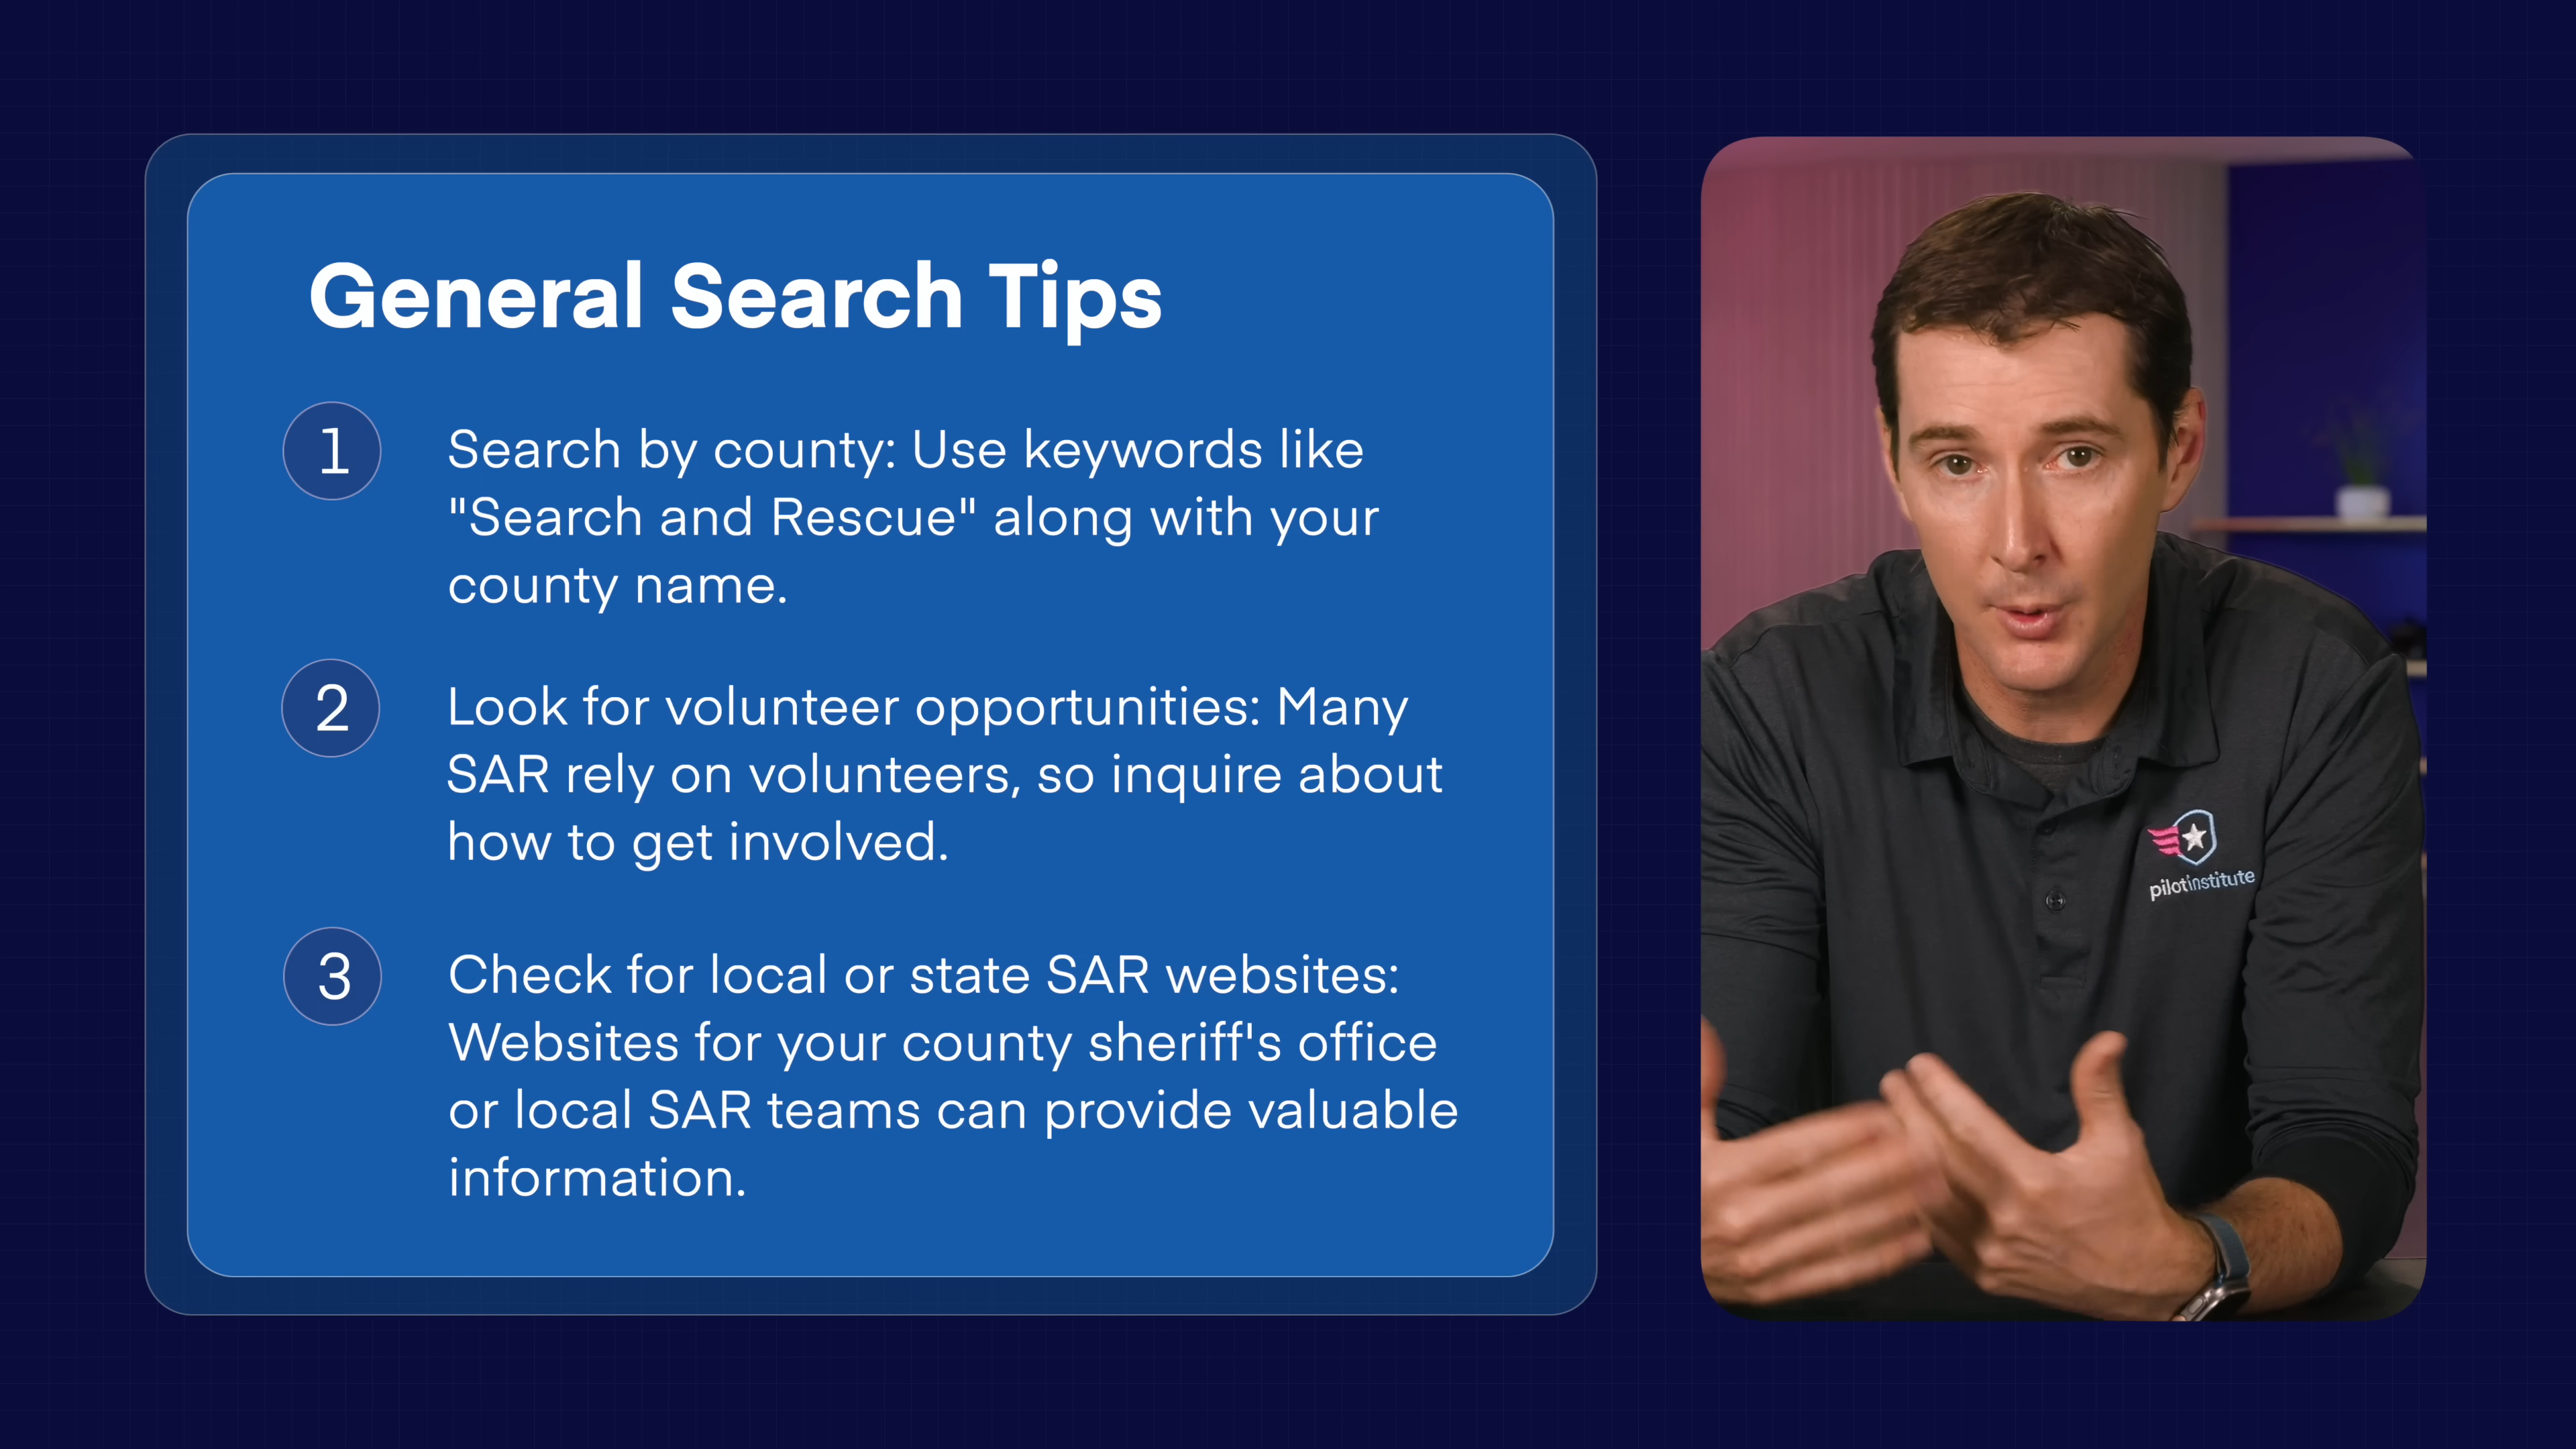 General Search Tips
1
Search by county: Use keywords like
"Search and Rescue" along with your
county name.
2
Look for volunteer opportunities: Many
SAR rely on volunteers, so inquire about
how to get involved.
3
Check for local or state SAR websites:
Websites for your county sheriff's office
or local SAR teams can provide valuable
information.
pilotinstitute